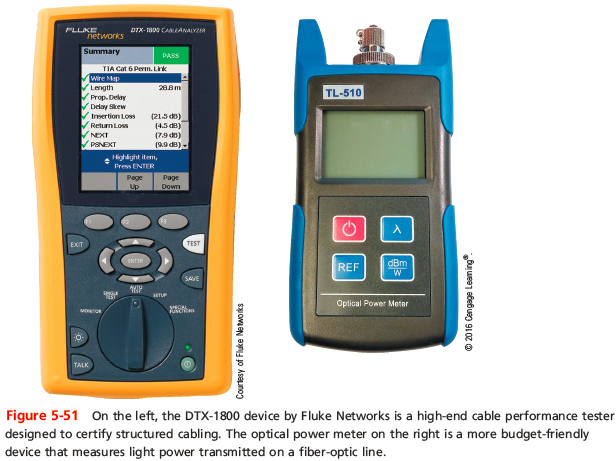 FLUKE
networks
DTX-1800 CABLEANALYZER
Summary
PASS
TIA Cat 6 Perm. Link
Wire Map
Length 28.8 m
Prop. Delay
Delay Skew
Insertion Loss (21.5 dB)
Return Loss (4.5 dB)
NEXT (7.9 dB)
PSNEXT (9.9 dB)
Highlight item,
Press ENTER
Page
Up
Page
Down
F1
F2
F3
EXIT
TEST
ENTER
SAVE
AUTO
TEST
SINGLE
TEST
SETUP
MONITOR
SPECIAL
FUNCTIONS
TALK
Courtesy of Fluke Networks
TL-510
λ
REF
dBm
W
Optical Power Meter
© 2016 Cengage Learning®.
Figure 5-51 On the left, the DTX-1800 device by Fluke Networks is a high-end cable performance tester
designed to certify structured cabling. The optical power meter on the right is a more budget-friendly
device that measures light power transmitted on a fiber-optic line.